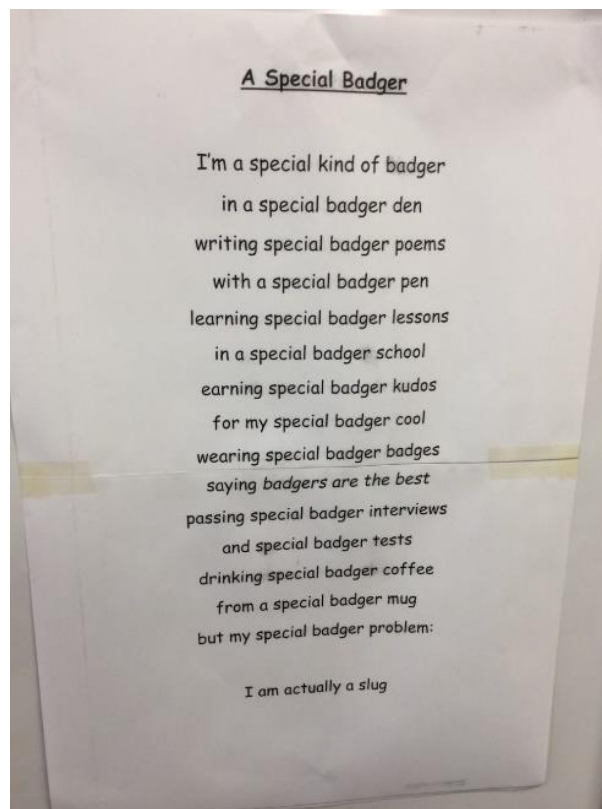 A Special Badger
I'm a special kind of badger
in a special badger den
writing special badger poems
with a special badger pen
learning special badger lessons
in a special badger school
earning special badger kudos
for my special badger cool
wearing special badger badges
saying badgers are the best
passing special badger interviews
and special badger tests
drinking special badger coffee
from a special badger mug
but my special badger problem:
I am actually a slug